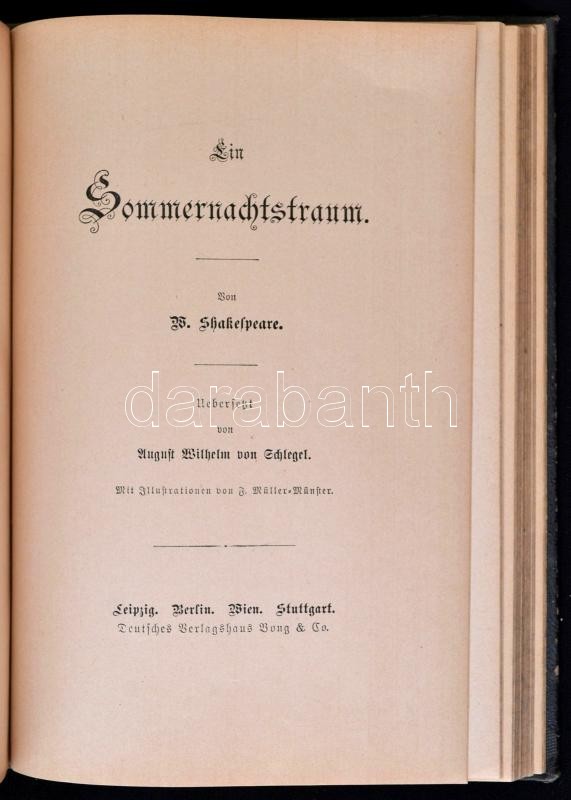 Ein
Sommernachtstraum.
Von
W. Shakeſpeare.
darabanth
Ueberſetzt
von
Auguſt Wilhelm von Schlegel.
Mit Illuſtrationen von F. Müller-Münſter.
Leipzig. Berlin. Wien. Stuttgart.
Deutſches Verlagshaus Bong & Co.